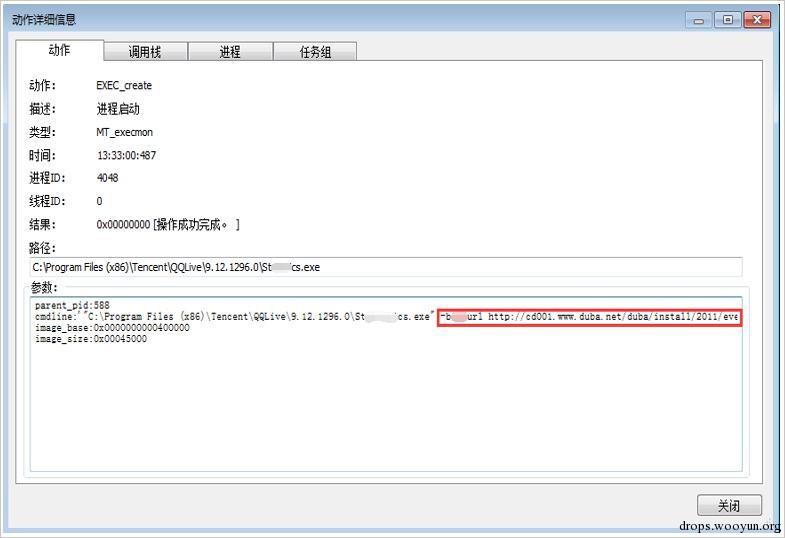 动作详细信息
动作 调用栈 进程 任务组
动作: EXEC_create
描述: 进程启动
类型: MT_execmon
时间: 13:33:00:487
进程ID: 4048
线程ID: 0
结果: 0x00000000 [操作成功完成。 ]
路径:
C:\Program Files (x86)\Tencent\QQLive\9.12.1296.0\St cs.exe
参数:
parent_pid:588
cmdline:'"C:\Program Files (x86)\Tencent\QQLive\9.12.1296.0\St cs.exe" -b url http://cd001.www.duba.net/duba/install/2011/eve
image_base:0x0000000000400000
image_size:0x00045000
关闭
drops.wooyun.org